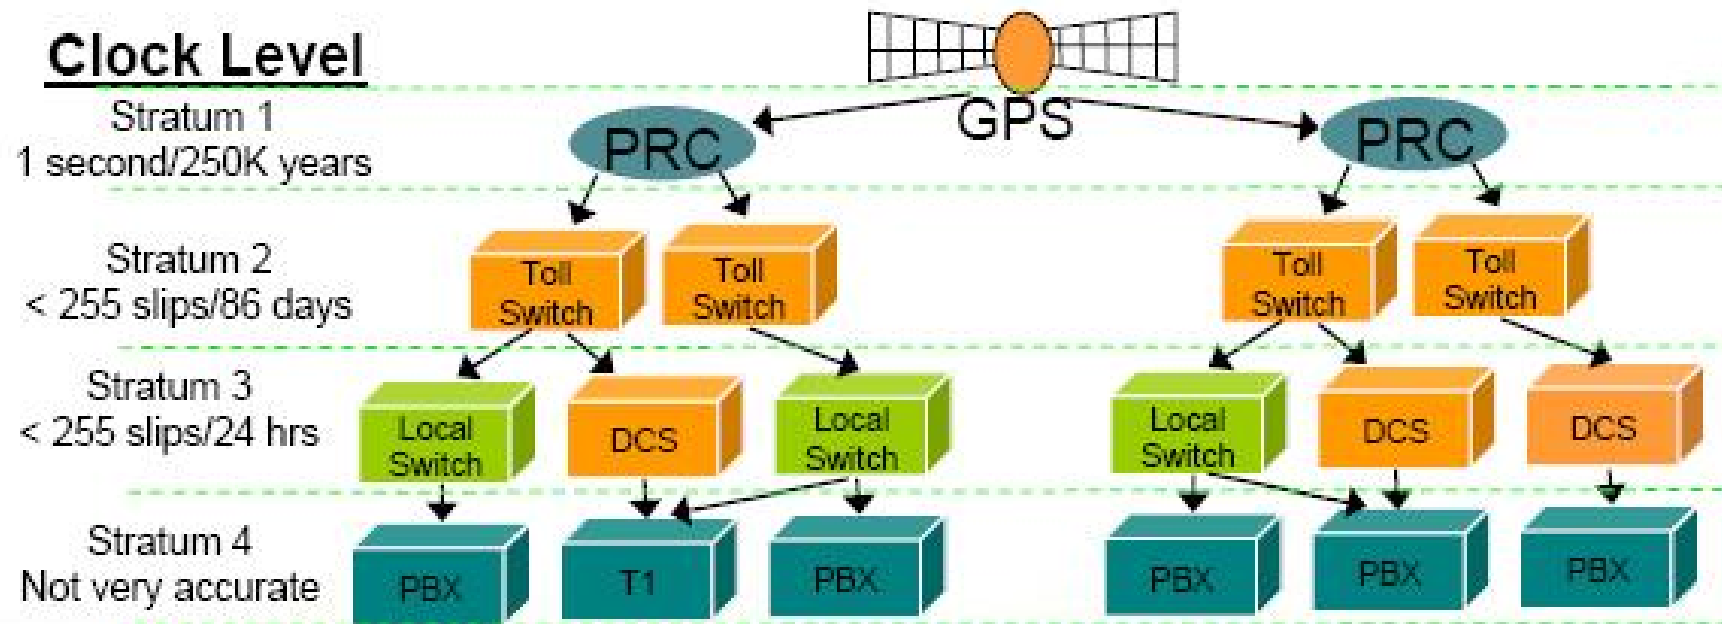 Clock Level
GPS
Stratum 1
1 second/250K years
PRC
PRC
Stratum 2
< 255 slips/86 days
Toll
Switch
Toll
Switch
Toll
Switch
Toll
Switch
Stratum 3
< 255 slips/24 hrs
Local
Switch
DCS
Local
Switch
Local
Switch
DCS
DCS
Stratum 4
Not very accurate
PBX
T1
PBX
PBX
PBX
PBX